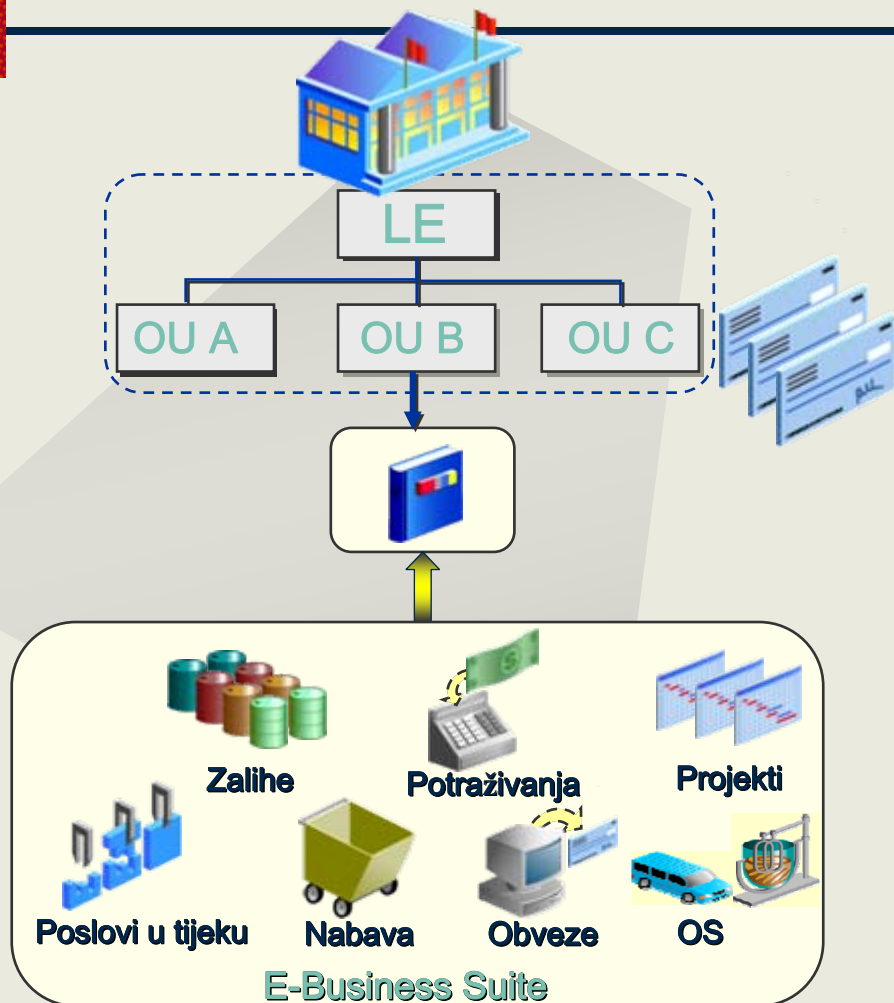 LE
OU A
OU B
OU C
Zalihe
Potraživanja
Projekti
Poslovi u tijeku
Nabava
Obveze
OS
E-Business Suite